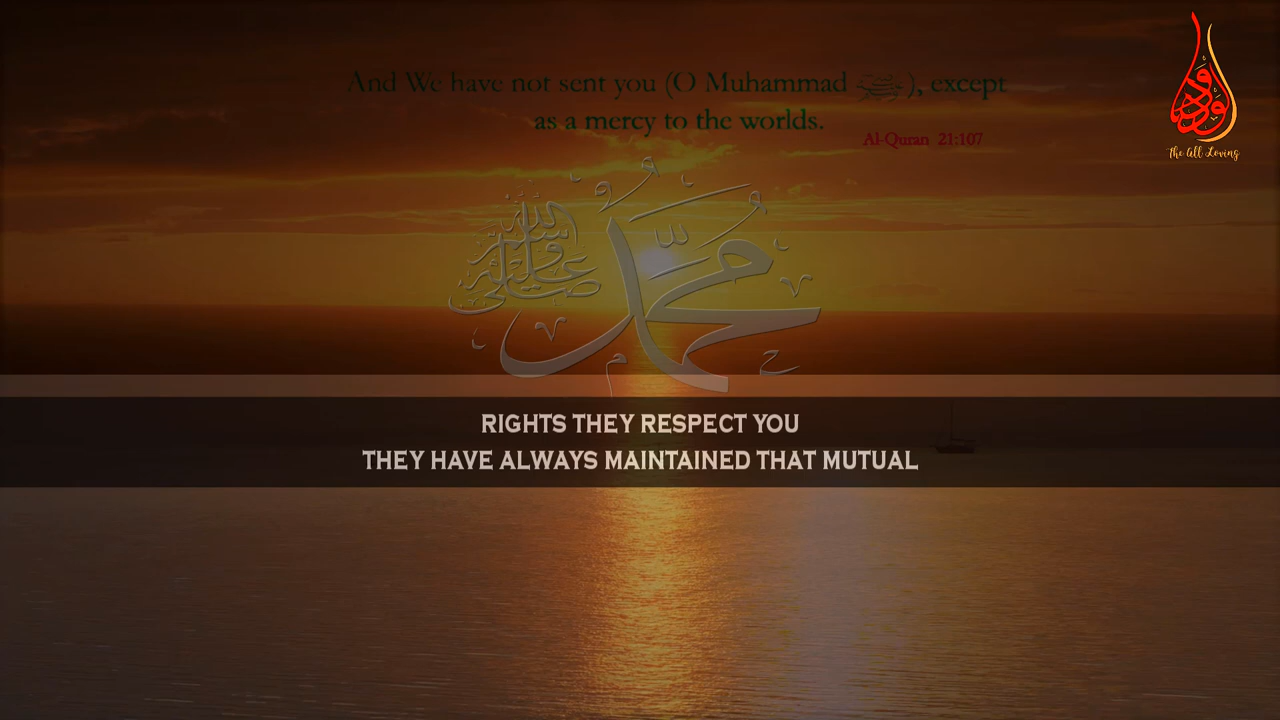 And We have not sent you (O Muhammad ﷺ), except
as a mercy to the worlds.
Al-Quran 21:107
ودود
The All Loving
محمد صلى الله عليه وسلم
RIGHTS THEY RESPECT YOU
THEY HAVE ALWAYS MAINTAINED THAT MUTUAL